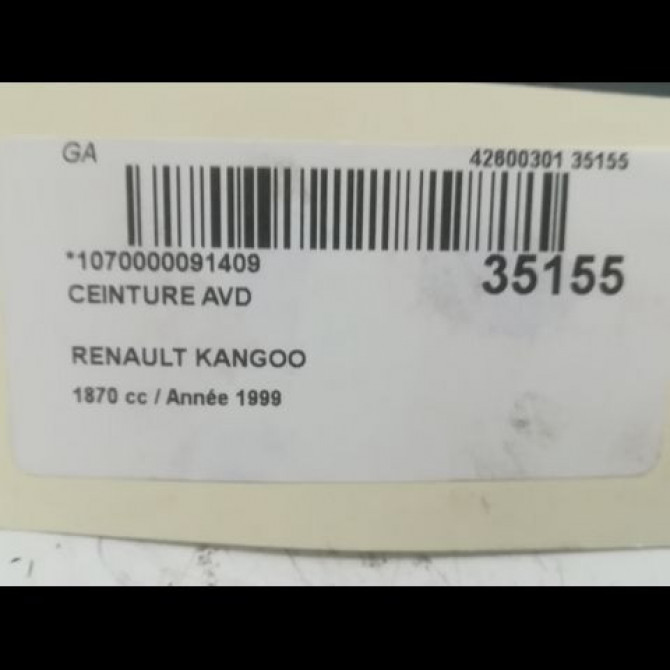 GA 42600301 35155
*1070000091409 35155
CEINTURE AVD
RENAULT KANGOO
1870 cc / Année 1999